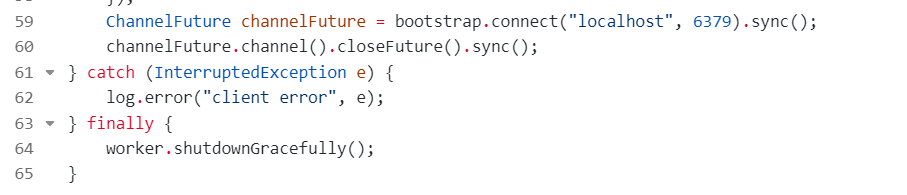 59 ChannelFuture channelFuture = bootstrap.connect("localhost", 6379).sync();
60 channelFuture.channel().closeFuture().sync();
61 } catch (InterruptedException e) {
62 log.error("client error", e);
63 } finally {
64 worker.shutdownGracefully();
65 }